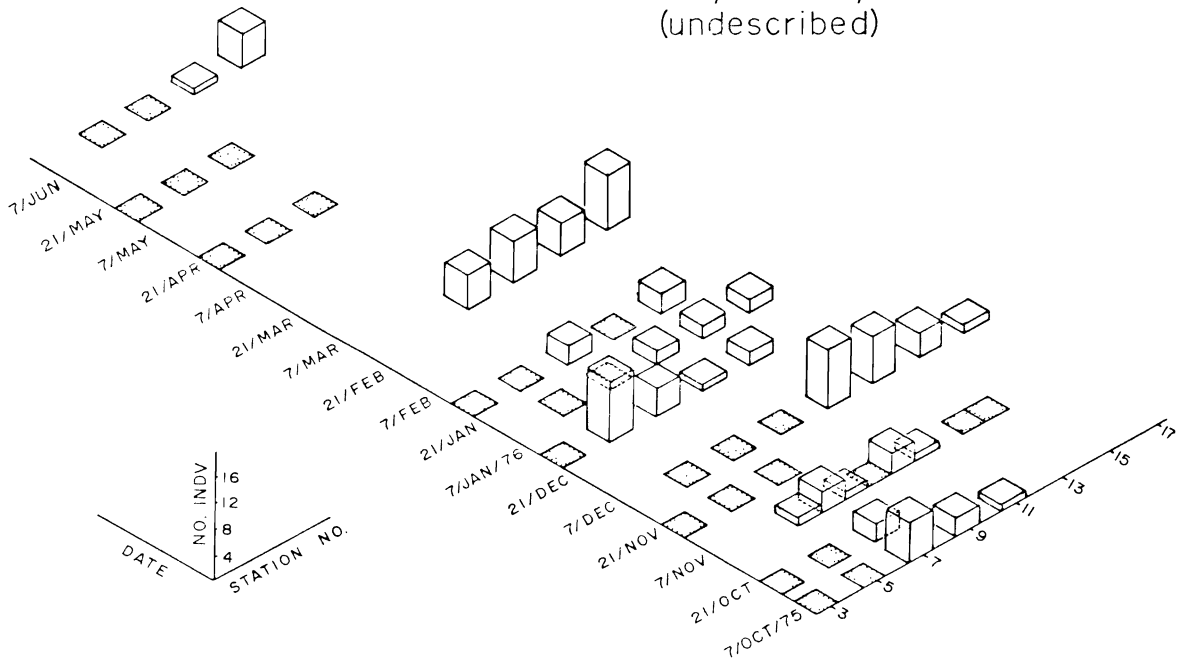 (undescribed)
7/JUN
21/MAY
7/MAY
21/APR
7/APR
21/MAR
7/MAR
21/FEB
7/FEB
21/JAN
7/JAN/76
21/DEC
7/DEC
21/NOV
7/NOV
21/OCT
7/OCT/75
3
5
7
9
11
13
15
17
NO. INDV
16
12
8
4
DATE
STATION NO.